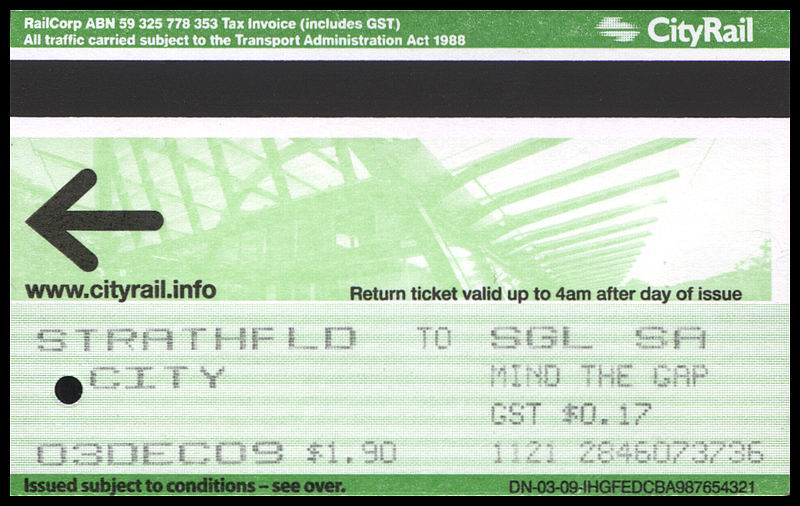 RailCorp ABN 59 325 778 353 Tax Invoice (includes GST)
All traffic carried subject to the Transport Administration Act 1988
CityRail
www.cityrail.info
Return ticket valid up to 4am after day of issue
STRATHFLD TO SGL SA
CITY MIND THE GAP
GST $0.17
03DEC09 $1.90 1121 2846073736
Issued subject to conditions – see over.
DN-03-09-IHGFEDCBA987654321